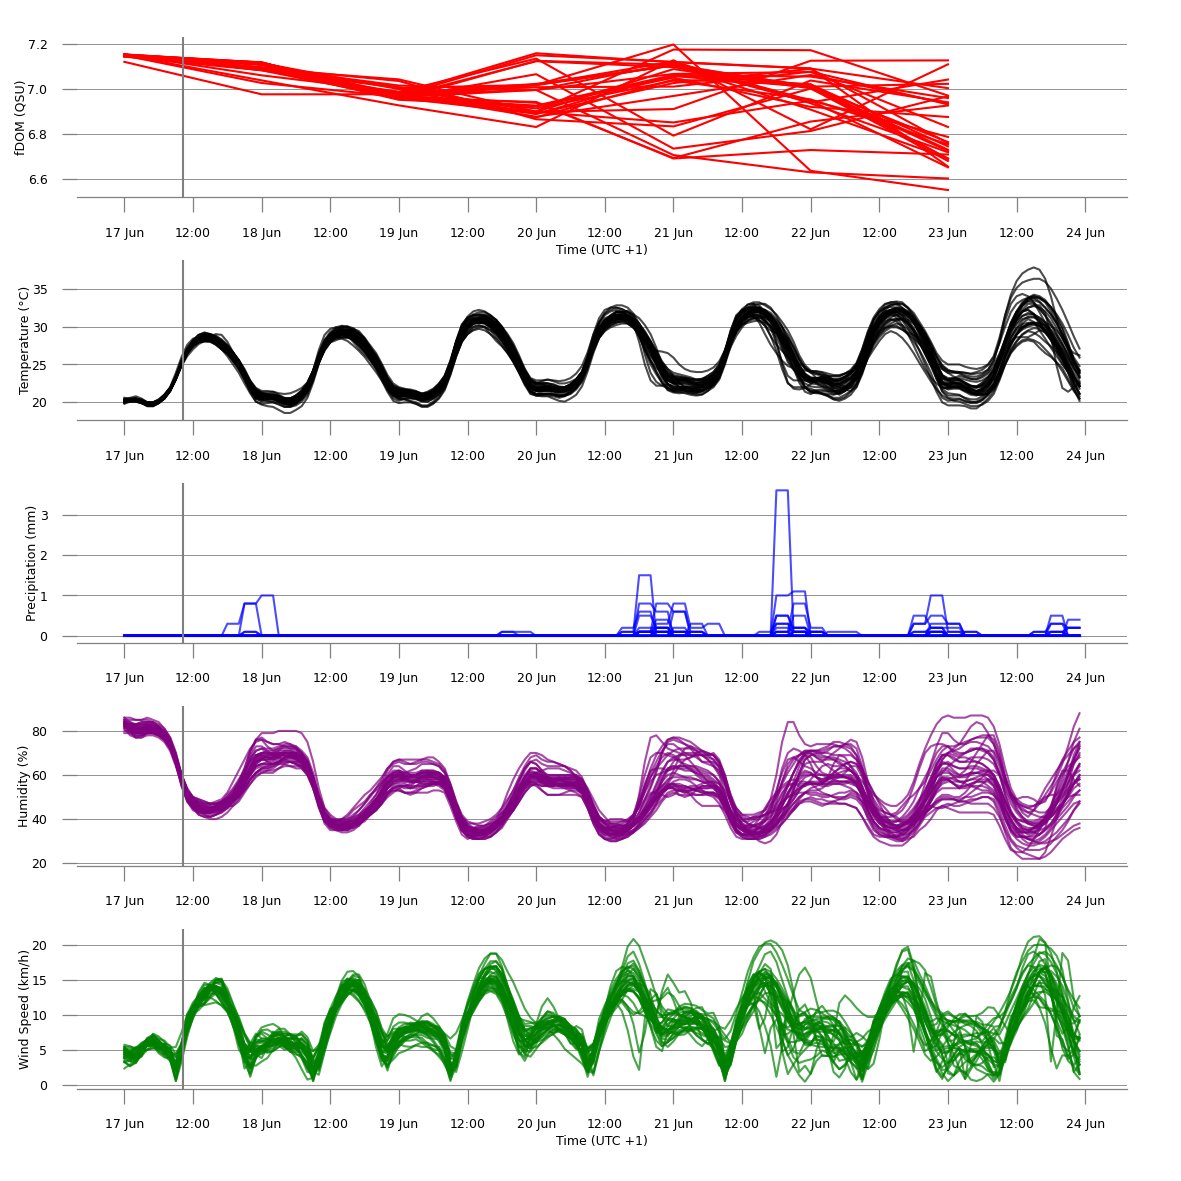 7.2
7.0
6.8
6.6
fDOM (QSU)
17 Jun 12:00 18 Jun 12:00 19 Jun 12:00 20 Jun 12:00 21 Jun 12:00 22 Jun 12:00 23 Jun 12:00 24 Jun
Time (UTC +1)
35
30
25
20
Temperature (°C)
17 Jun 12:00 18 Jun 12:00 19 Jun 12:00 20 Jun 12:00 21 Jun 12:00 22 Jun 12:00 23 Jun 12:00 24 Jun
3
2
1
0
Precipitation (mm)
17 Jun 12:00 18 Jun 12:00 19 Jun 12:00 20 Jun 12:00 21 Jun 12:00 22 Jun 12:00 23 Jun 12:00 24 Jun
80
60
40
20
Humidity (%)
17 Jun 12:00 18 Jun 12:00 19 Jun 12:00 20 Jun 12:00 21 Jun 12:00 22 Jun 12:00 23 Jun 12:00 24 Jun
20
15
10
5
0
Wind Speed (km/h)
17 Jun 12:00 18 Jun 12:00 19 Jun 12:00 20 Jun 12:00 21 Jun 12:00 22 Jun 12:00 23 Jun 12:00 24 Jun
Time (UTC +1)